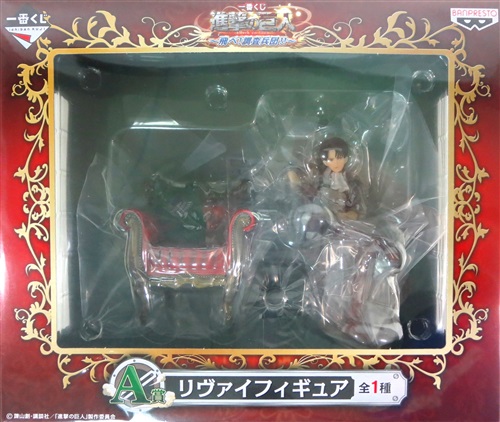 一番くじ
一番くじ
進撃の巨人
～飛べ!調査兵団!!～
BANPRESTO
A賞
リヴァイフィギュア
全1種
©諫山創・講談社/「進撃の巨人」製作委員会